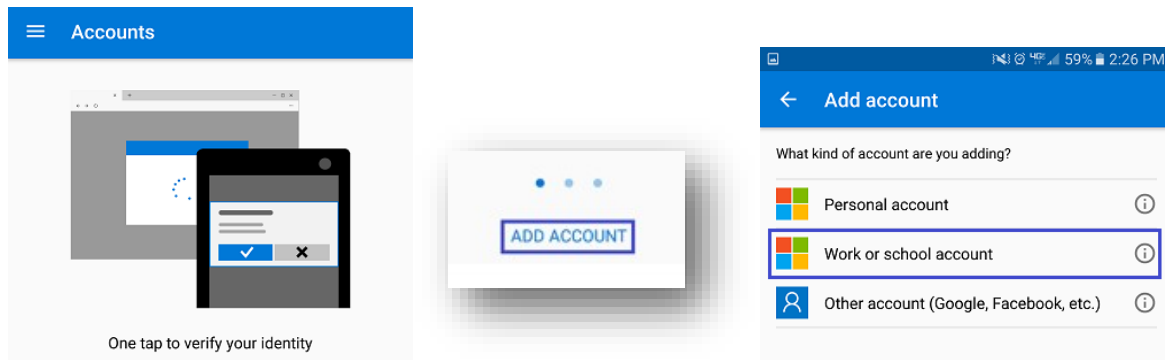 Accounts
One tap to verify your identity
ADD ACCOUNT
59% 2:26 PM
Add account
What kind of account are you adding?
Personal account
Work or school account
Other account (Google, Facebook, etc.)